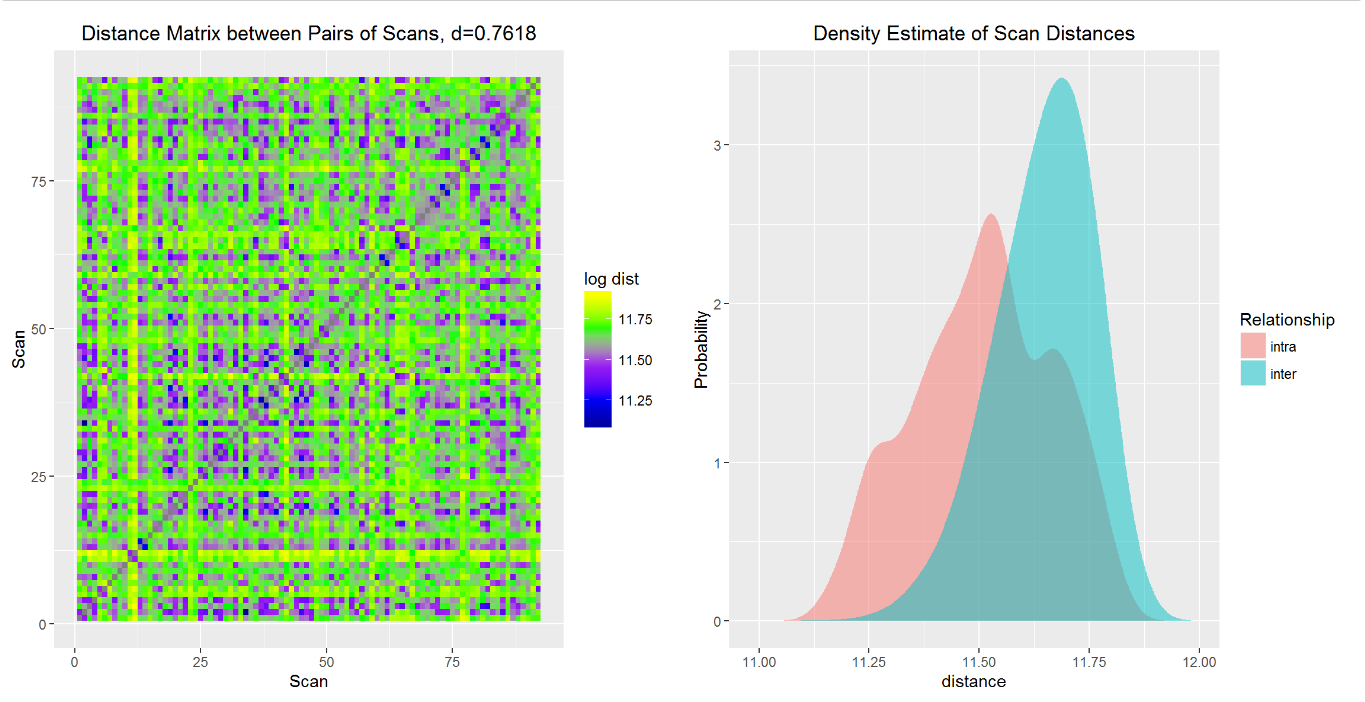 Distance Matrix between Pairs of Scans, d=0.7618
Scan
75
50
25
0
0 25 50 75
Scan
log dist
11.75
11.50
11.25
Density Estimate of Scan Distances
Probability
3
2
1
0
11.00 11.25 11.50 11.75 12.00
distance
Relationship
intra
inter